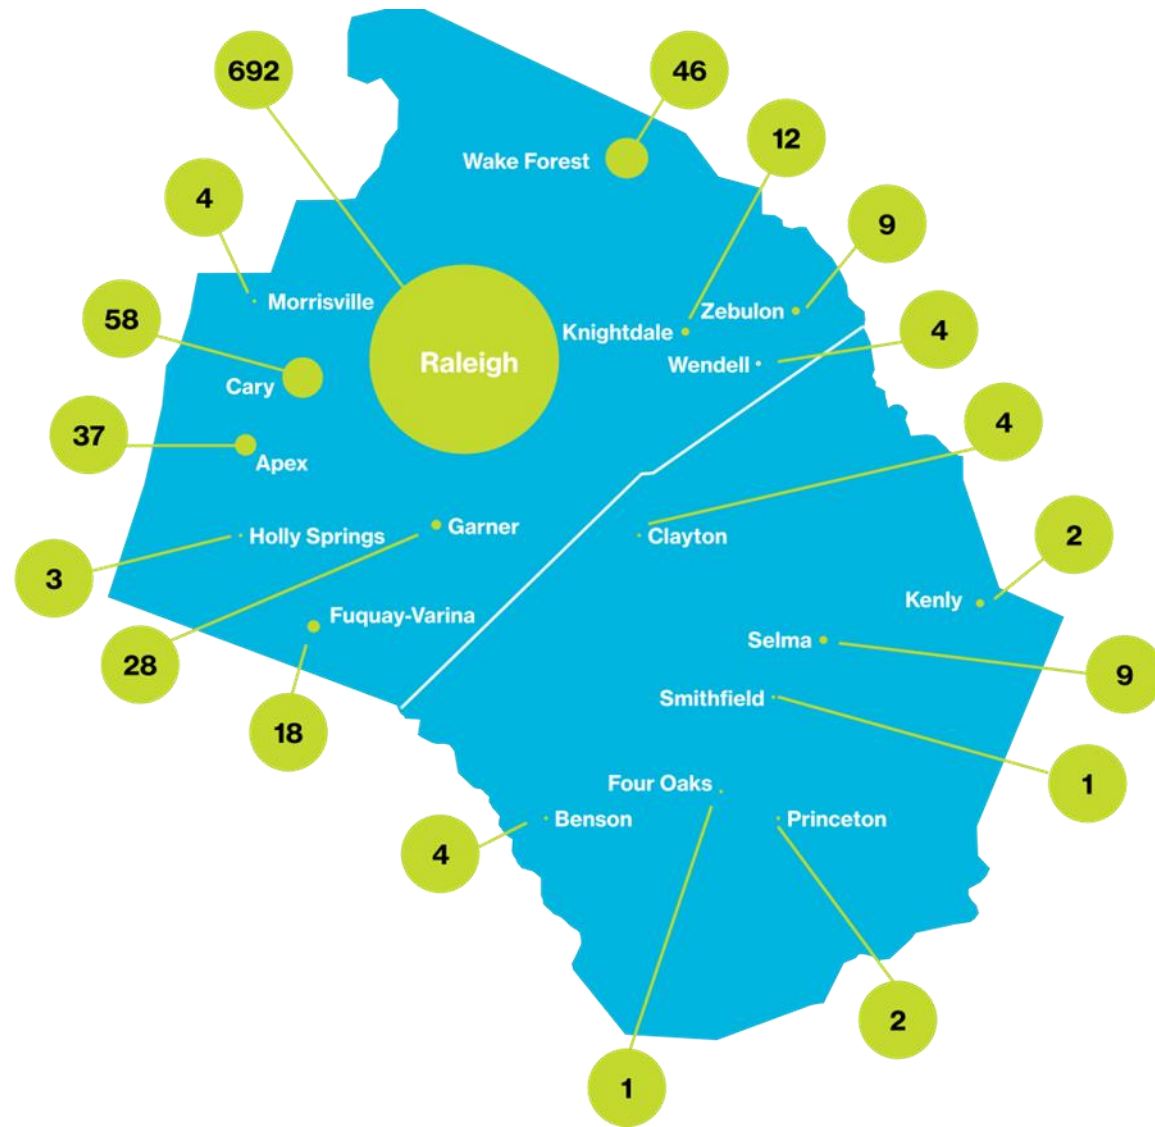 692
46
12
Wake Forest
4
9
Morrisville
Zebulon
58
Knightdale
4
Raleigh
Wendell
Cary
37
4
Apex
Garner
Holly Springs
Clayton
2
3
Kenly
Fuquay-Varina
Selma
28
9
Smithfield
18
Four Oaks
1
Benson
Princeton
4
2
1